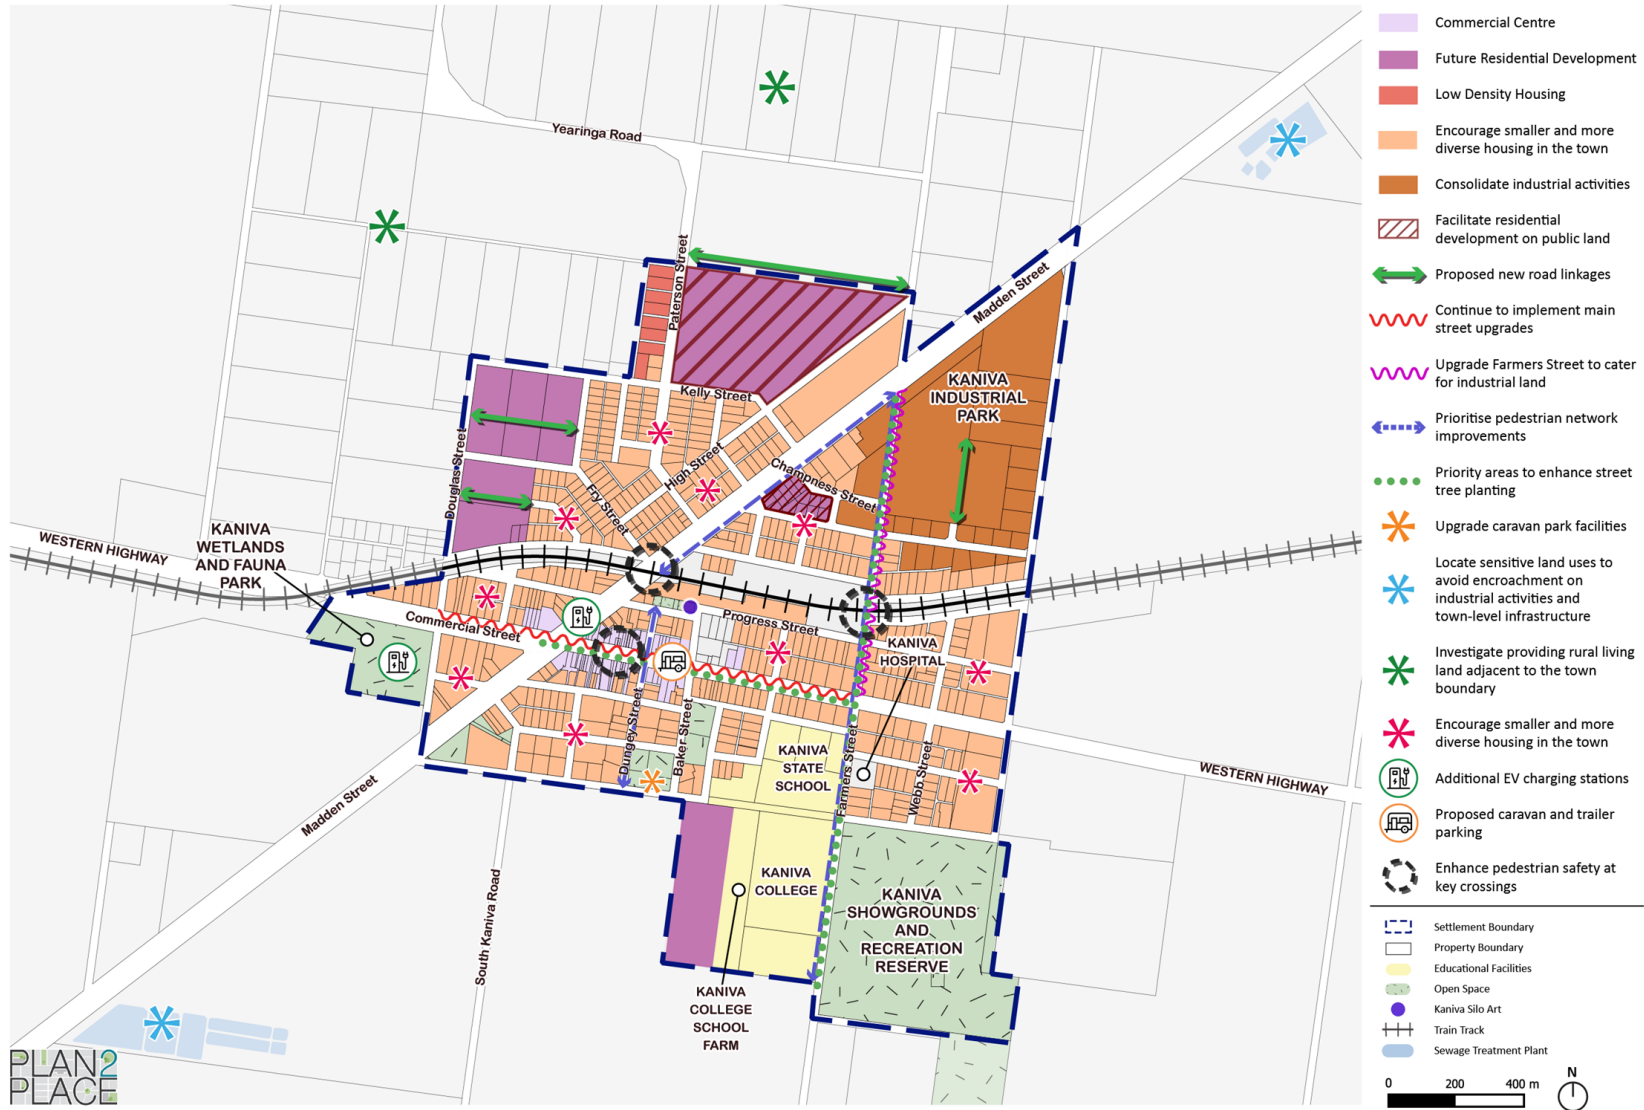 Yearinga Road
Paterson Street
Madden Street
KANIVA
INDUSTRIAL
PARK
Kelly Street
Douglas Street
High Street
Fry Street
Champness Street
KANIVA
WETLANDS
AND FAUNA
PARK
WESTERN HIGHWAY
Commercial Street
Progress Street
KANIVA
HOSPITAL
Dungey Street
Baker Street
KANIVA
STATE
SCHOOL
Farmers Street
Webb Street
WESTERN HIGHWAY
Madden Street
South Kaniva Road
KANIVA
COLLEGE
KANIVA
SHOWGROUNDS
AND
RECREATION
RESERVE
KANIVA
COLLEGE
SCHOOL
FARM
PLAN2
PLACE
Commercial Centre
Future Residential Development
Low Density Housing
Encourage smaller and more
diverse housing in the town
Consolidate industrial activities
Facilitate residential
development on public land
Proposed new road linkages
Continue to implement main
street upgrades
Upgrade Farmers Street to cater
for industrial land
Prioritise pedestrian network
improvements
Priority areas to enhance street
tree planting
Upgrade caravan park facilities
Locate sensitive land uses to
avoid encroachment on
industrial activities and
town-level infrastructure
Investigate providing rural living
land adjacent to the town
boundary
Encourage smaller and more
diverse housing in the town
Additional EV charging stations
Proposed caravan and trailer
parking
Enhance pedestrian safety at
key crossings
Settlement Boundary
Property Boundary
Educational Facilities
Open Space
Kaniva Silo Art
Train Track
Sewage Treatment Plant
0 200 400 m
N